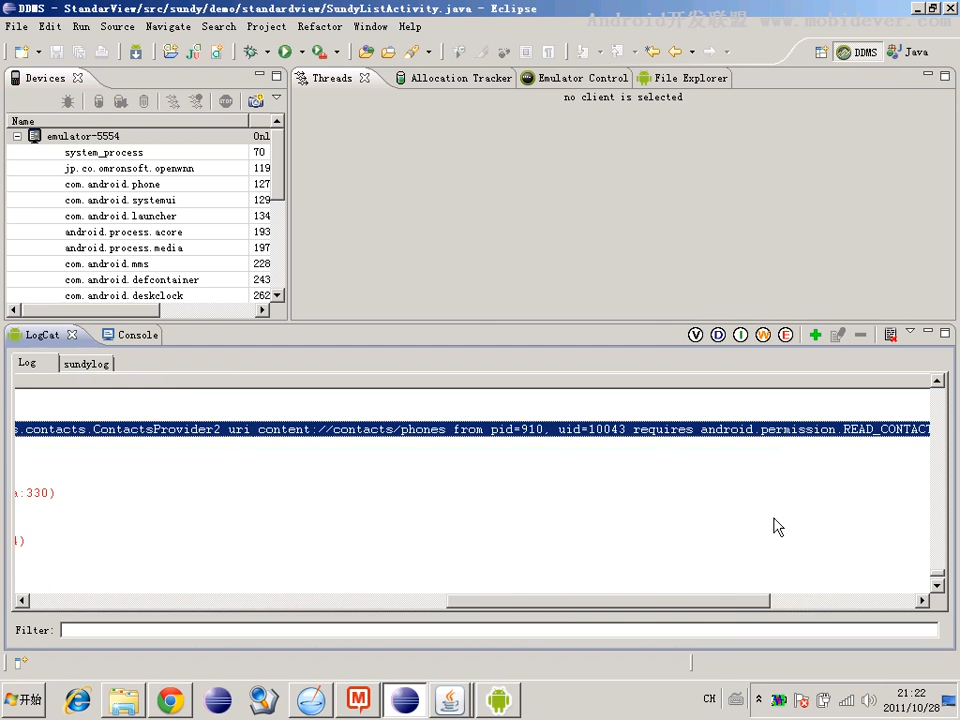 DDMS - StandarView/src/sundy/demo/standardview/SundyListActivity.java - Eclipse
Android开发联盟 www.mobidever.com
File Edit Run Source Navigate Search Project Refactor Window Help
DDMS Java
Devices
Threads Allocation Tracker Emulator Control File Explorer
no client is selected
Name
emulator-5554 Onl
system_process 70
jp.co.omronsoft.openwnn 119
com.android.phone 127
com.android.systemui 129
com.android.launcher 134
android.process.acore 193
android.process.media 197
com.android.mms 228
com.android.defcontainer 243
com.android.deskclock 262
LogCat Console
V D I W E
Log sundylog
s.contacts.ContactsProvider2 uri content://contacts/phones from pid=910, uid=10043 requires android.permission.READ_CONTACT
a:330)
4)
Filter:
开始
CH
21:22
2011/10/28